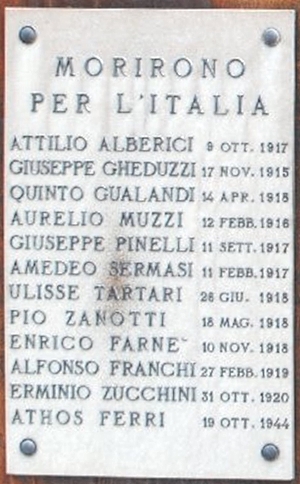 MORIRONO
PER L'ITALIA
ATTILIO ALBERICI 9 OTT. 1917
GIUSEPPE GHEDUZZI 17 NOV. 1915
QUINTO GUALANDI 14 APR. 1918
AURELIO MUZZI 12 FEBB. 1916
GIUSEPPE PINELLI 11 SETT. 1917
AMEDEO SERMASI 11 FEBB. 1917
ULISSE TARTARI 28 GIU. 1918
PIO ZANOTTI 18 MAG. 1918
ENRICO FARNE` 10 NOV. 1918
ALFONSO FRANCHI 27 FEBB. 1919
ERMINIO ZUCCHINI 31 OTT. 1920
ATHOS FERRI 19 OTT. 1944